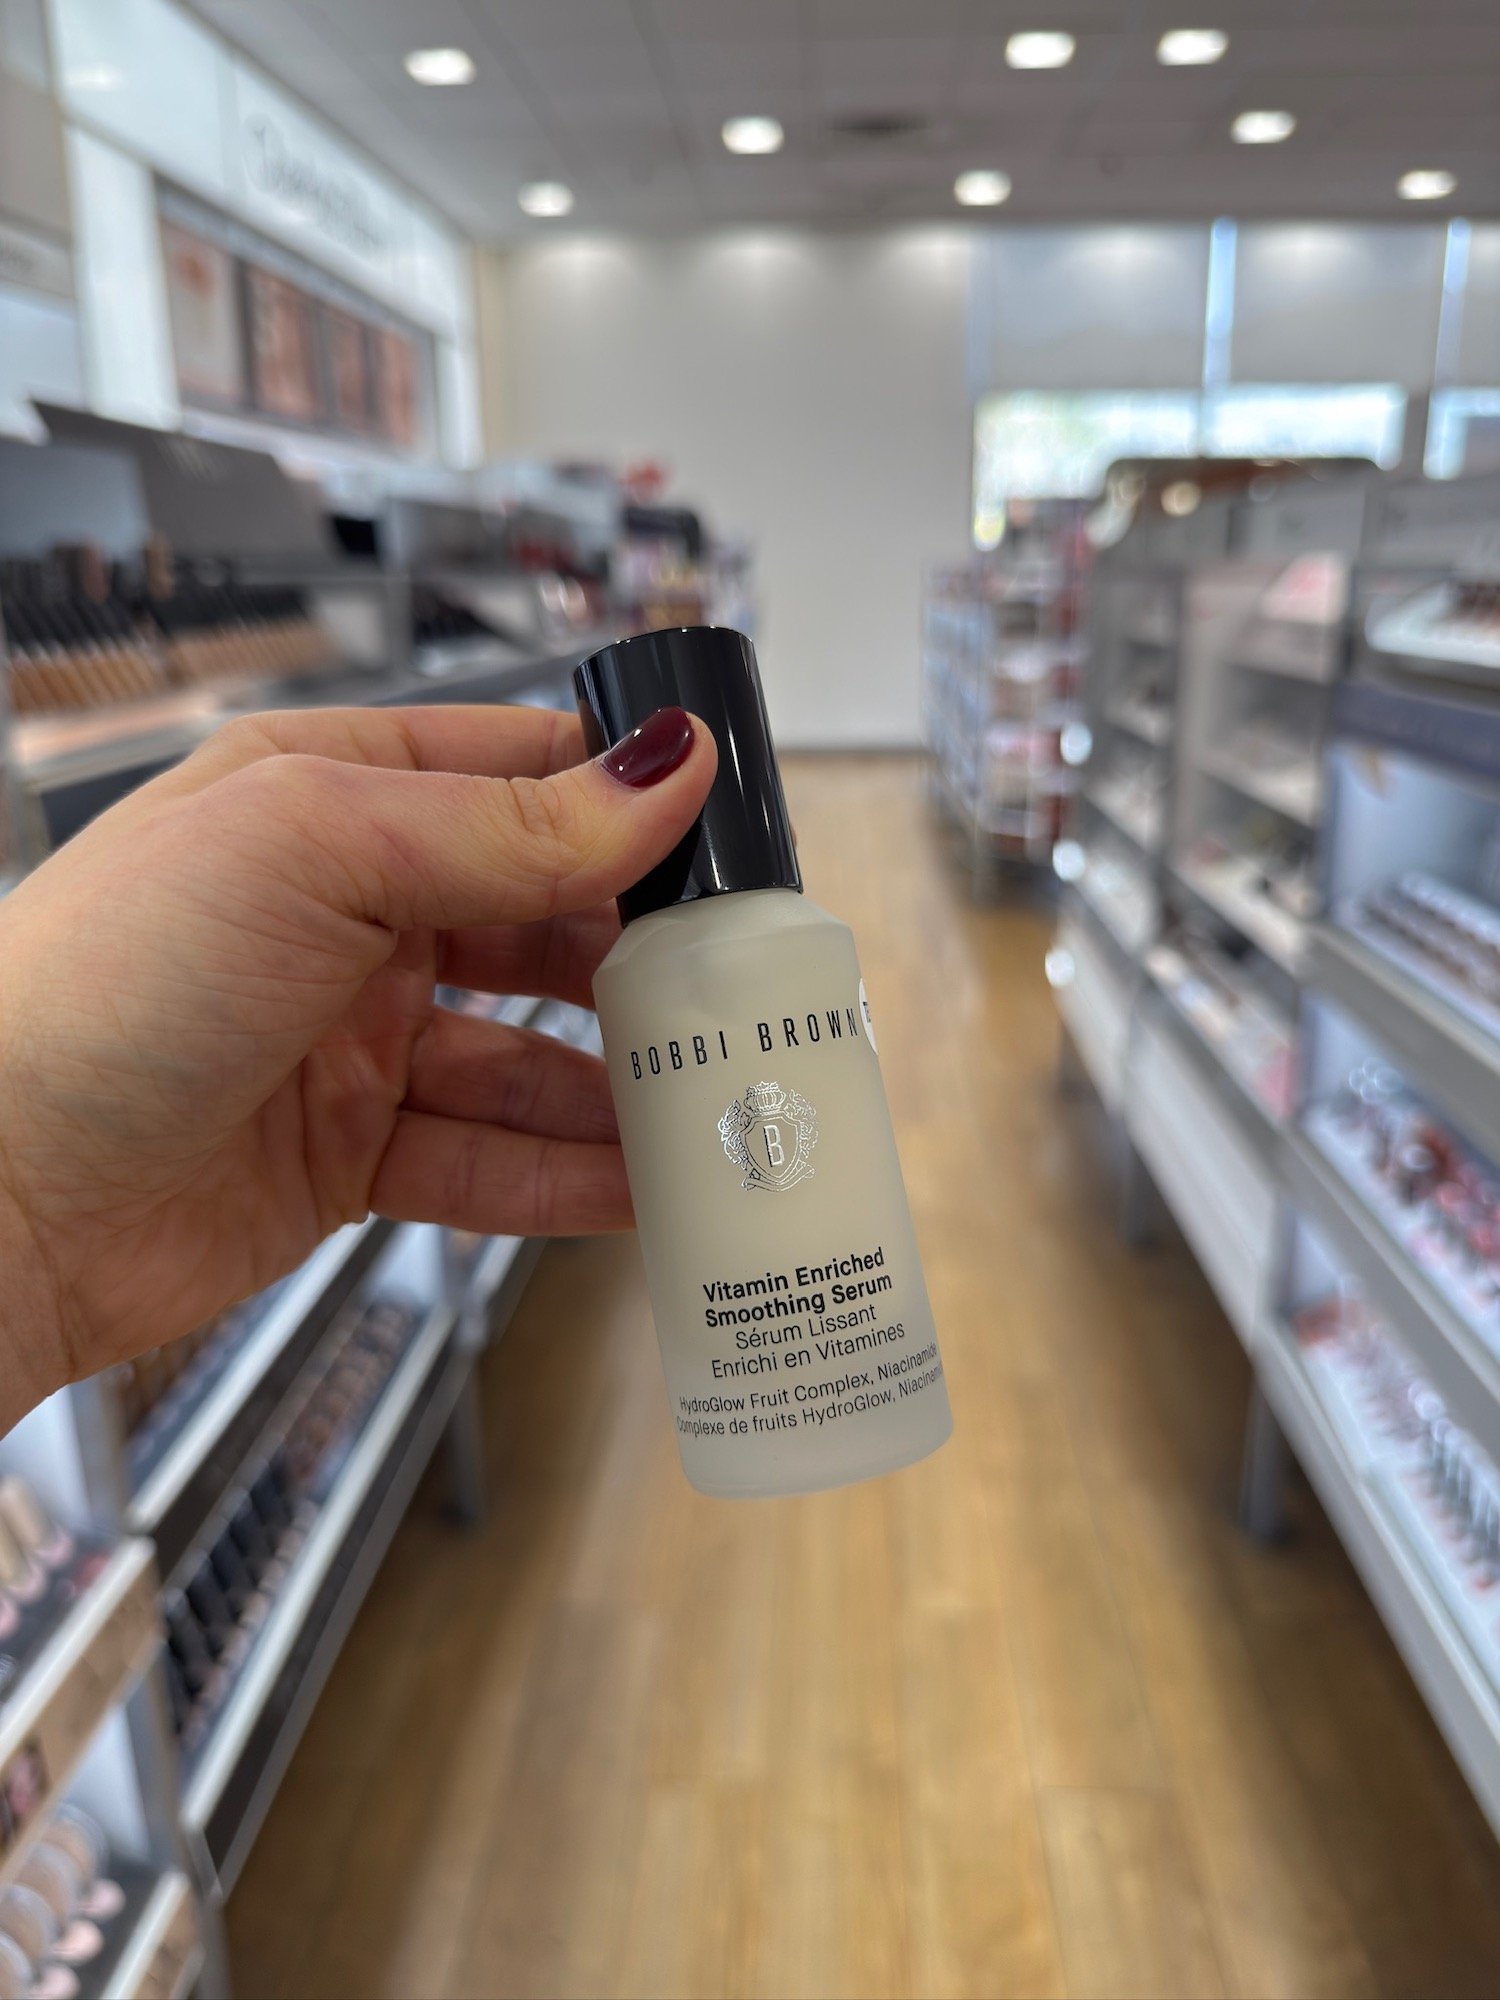 BOBBI BROWN
B
Vitamin Enriched
Smoothing Serum
Sérum Lissant
Enrichi en Vitamines
HydroGlow Fruit Complex, Niacinamide
Complexe de fruits HydroGlow,